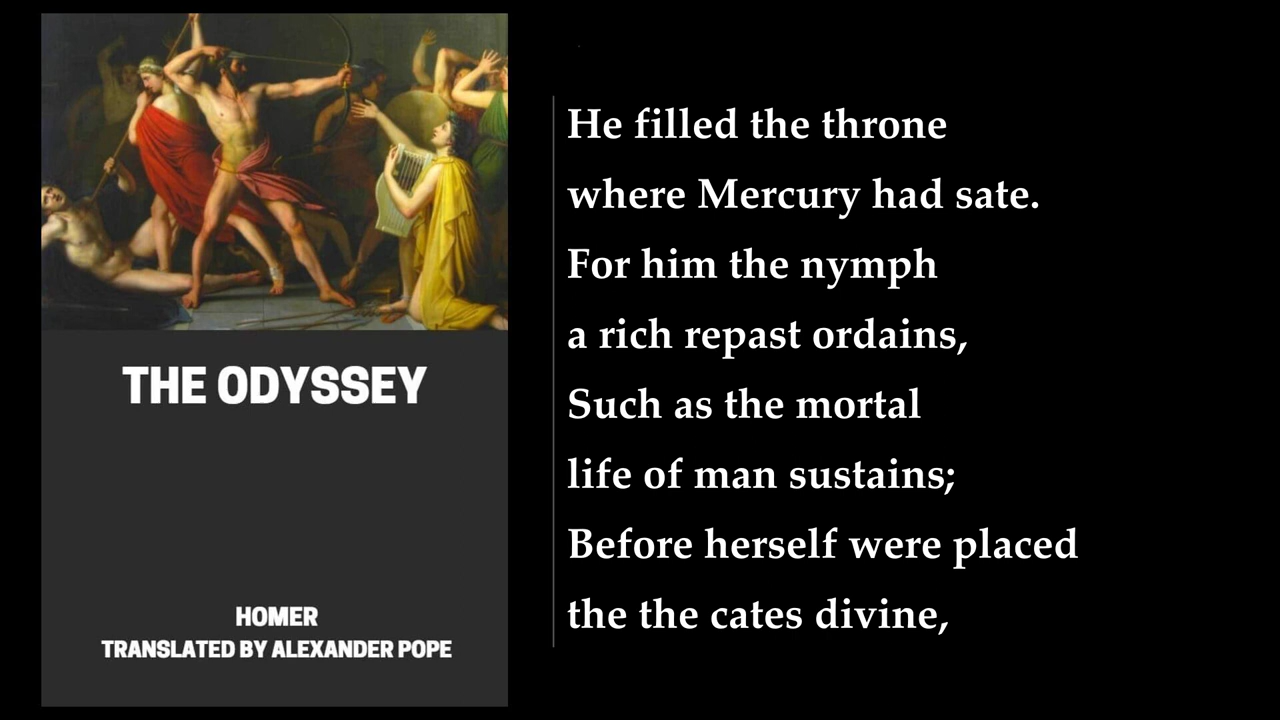 THE ODYSSEY
HOMER
TRANSLATED BY ALEXANDER POPE
He filled the throne
where Mercury had sate.
For him the nymph
a rich repast ordains,
Such as the mortal
life of man sustains;
Before herself were placed
the the cates divine,